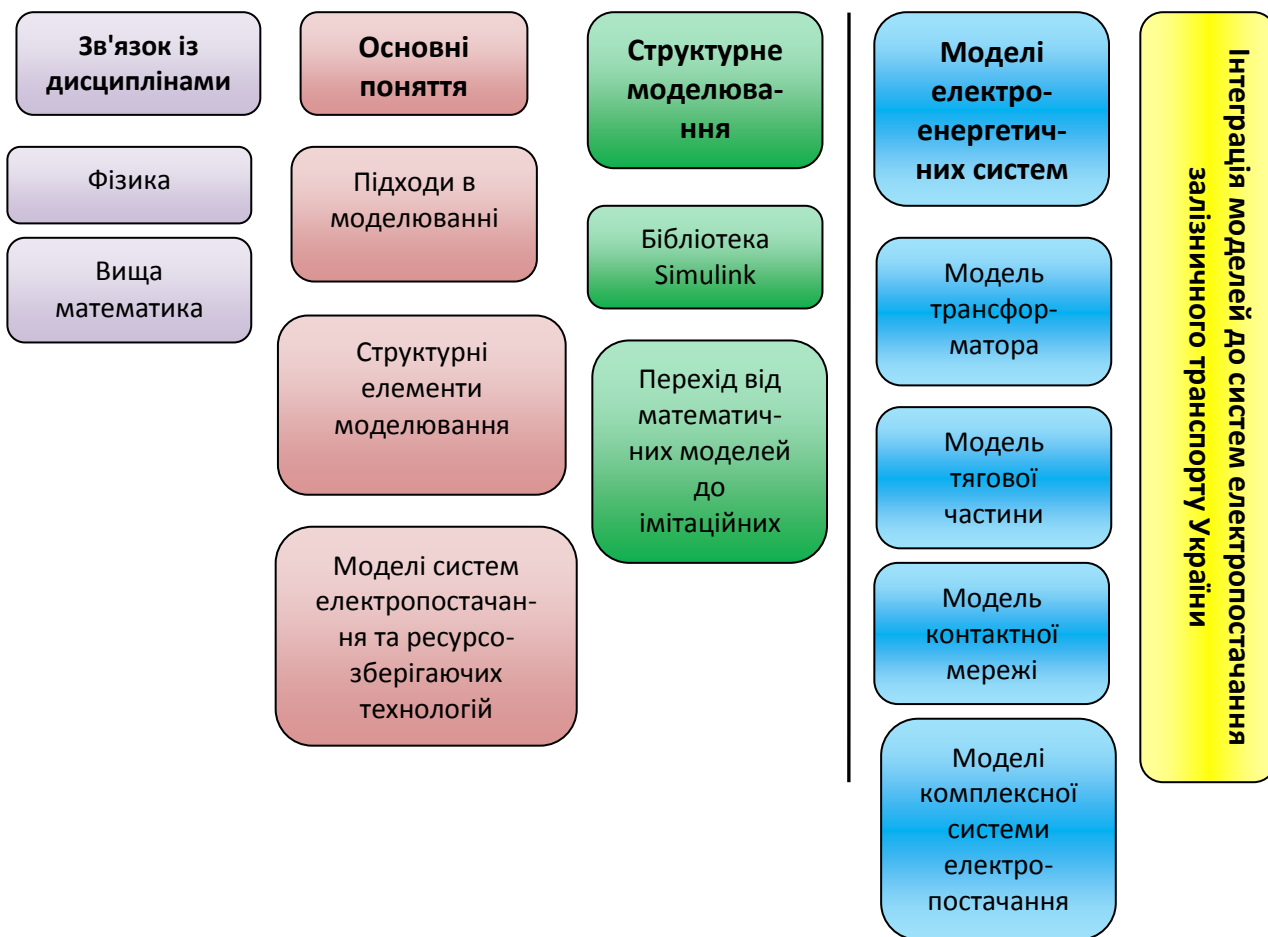 Зв'язок із
дисциплінами
Фізика
Вища
математика
Основні
поняття
Підходи в
моделюванні
Структурні
елементи
моделювання
Моделі систем
електропостачан-
ня та ресурсо-
зберігаючих
технологій
Структурне
моделюва-
ння
Бібліотека
Simulink
Перехід від
математич-
них моделей
до
імітаційних
Моделі
електро-
енергетич-
них систем
Модель
трансфор-
матора
Модель
тягової
частини
Модель
контактної
мережі
Моделі
комплексної
системи
електро-
постачання
Інтеграція моделей до систем електропостачання
залізничного транспорту України